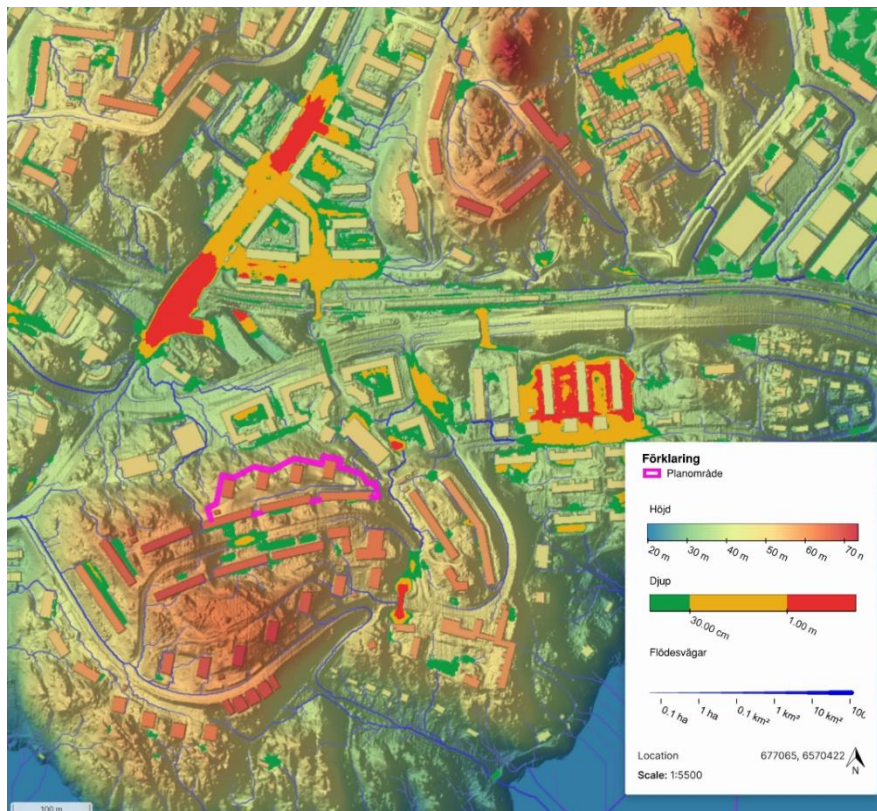 Förklaring
Planområde
Höjd
20 m 30 m 40 m 50 m 60 m 70 m
Djup
30.00 cm 1.00 m
Flödesvägar
0.1 ha 1 ha 0.1 km² 1 km² 10 km² 100
Location 677065, 6570422
N
Scale: 1:5500
100 m